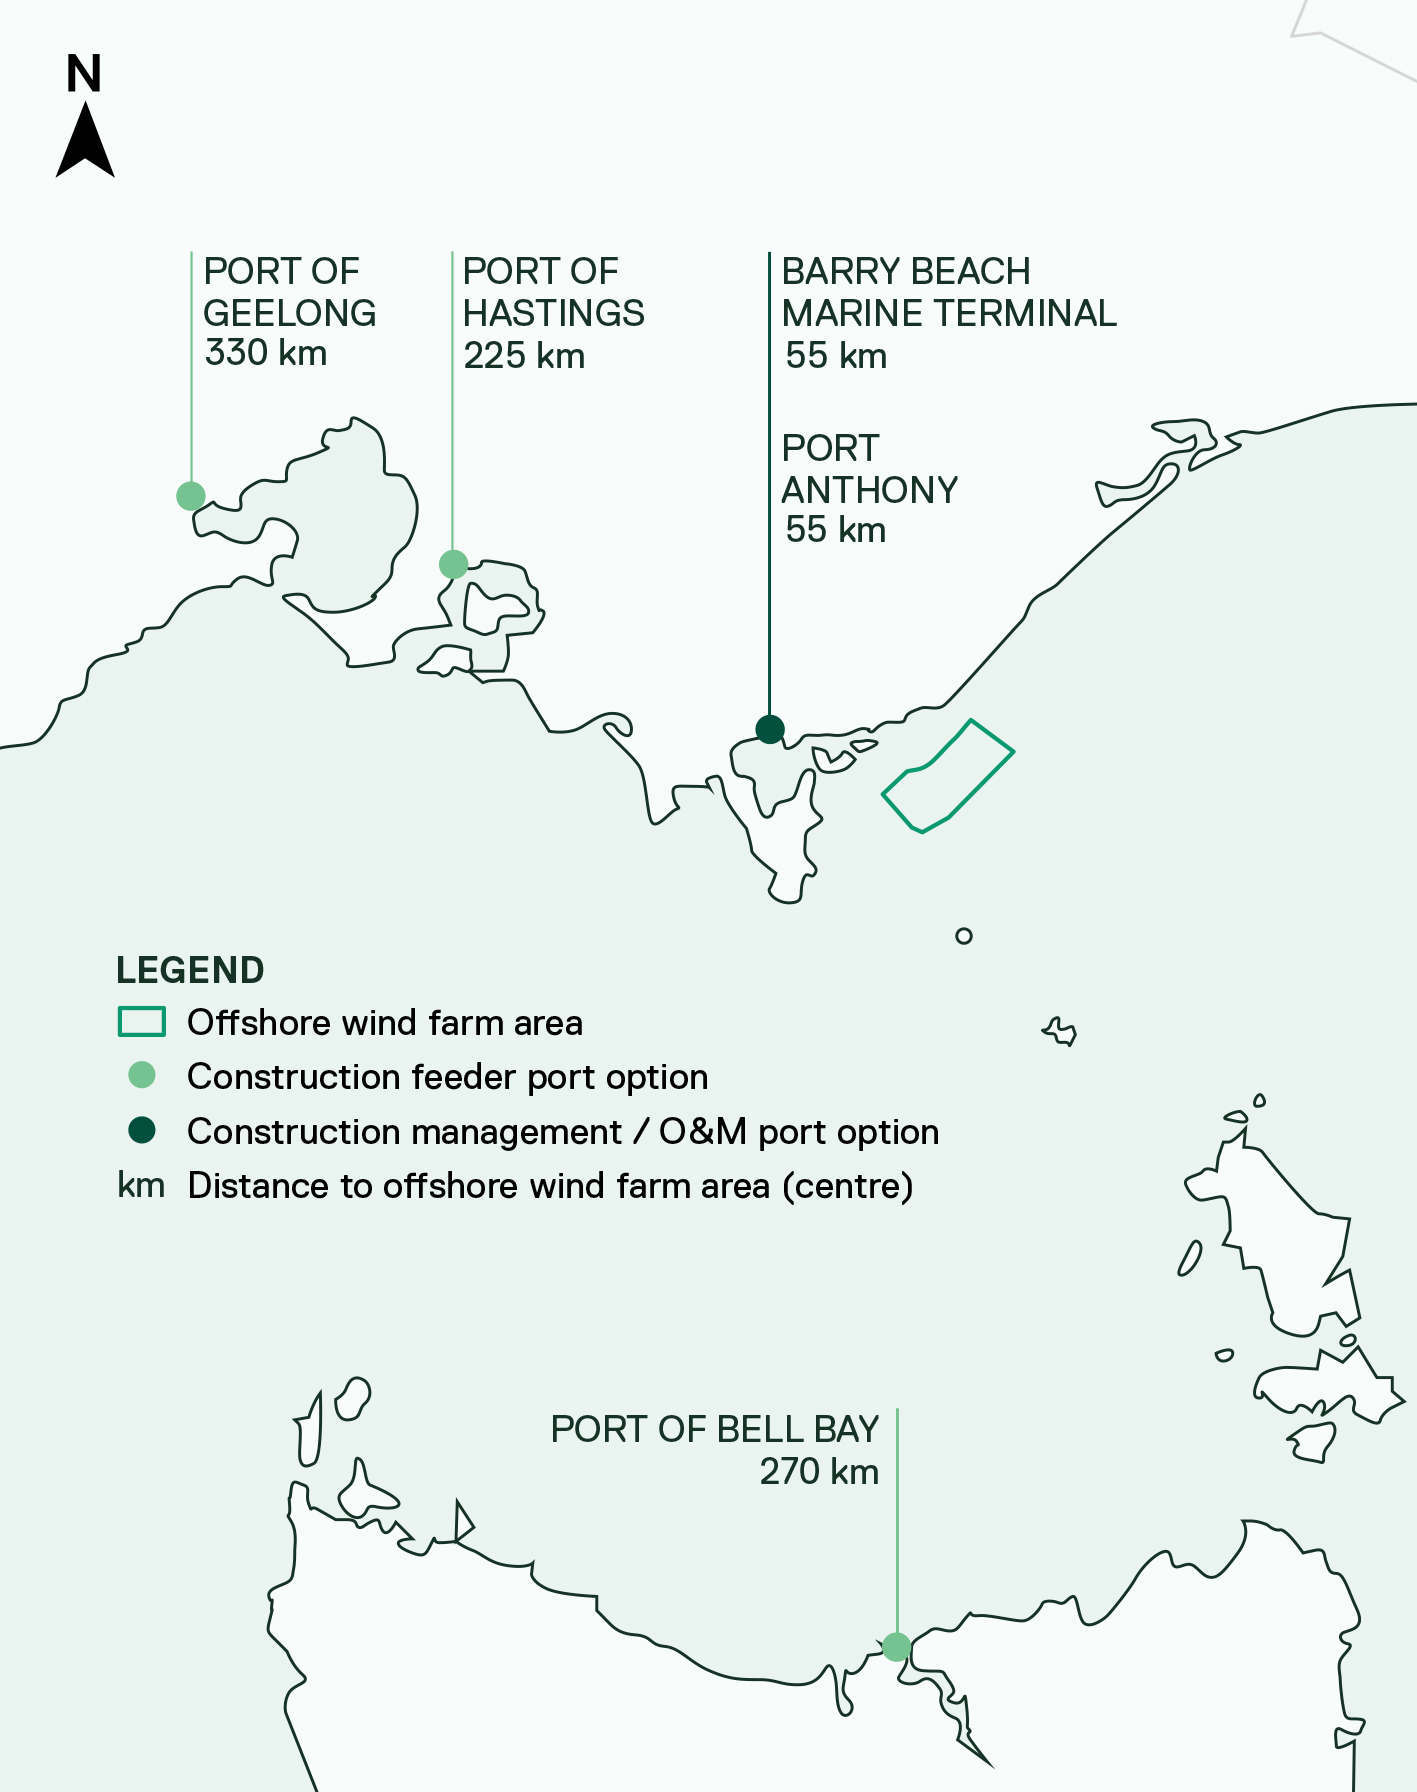 N
PORT OF
GEELONG
330 km
PORT OF
HASTINGS
225 km
BARRY BEACH
MARINE TERMINAL
55 km
PORT
ANTHONY
55 km
LEGEND
Offshore wind farm area
Construction feeder port option
Construction management / O&M port option
km Distance to offshore wind farm area (centre)
PORT OF BELL BAY
270 km